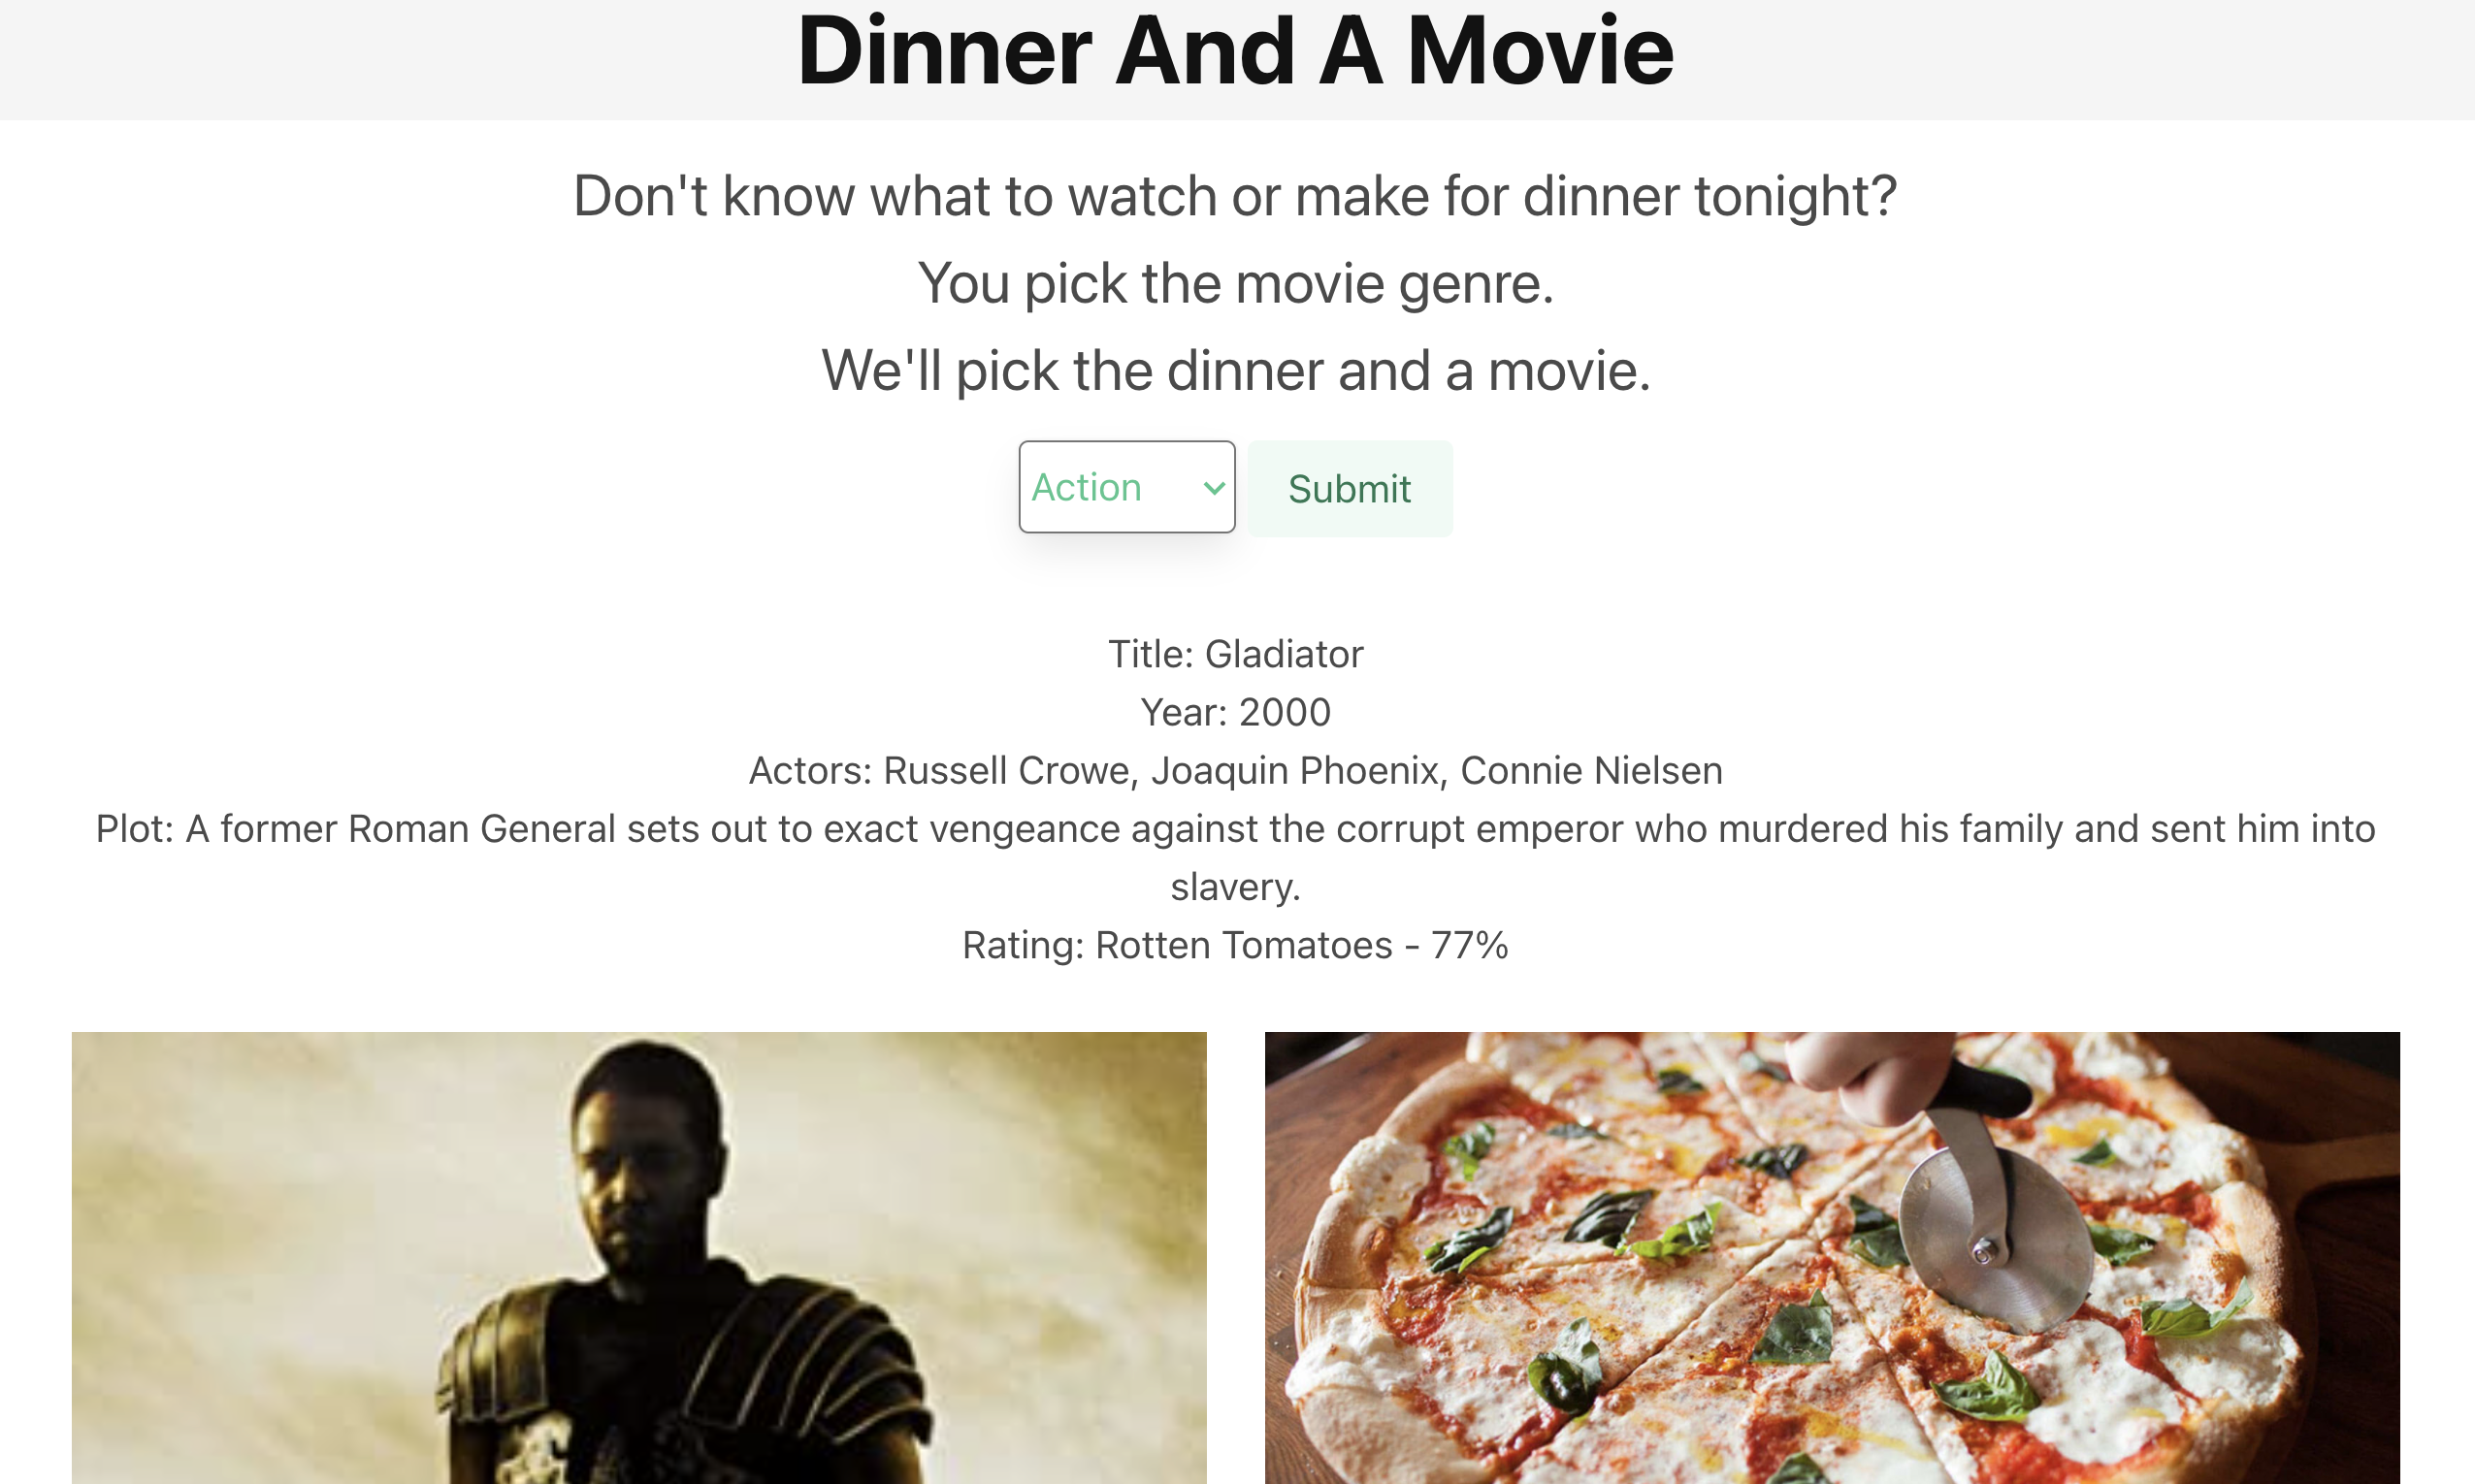 Dinner And A Movie
Don't know what to watch or make for dinner tonight?
You pick the movie genre.
We'll pick the dinner and a movie.
Action
Submit
Title: Gladiator
Year: 2000
Actors: Russell Crowe, Joaquin Phoenix, Connie Nielsen
Plot: A former Roman General sets out to exact vengeance against the corrupt emperor who murdered his family and sent him into
slavery.
Rating: Rotten Tomatoes - 77%